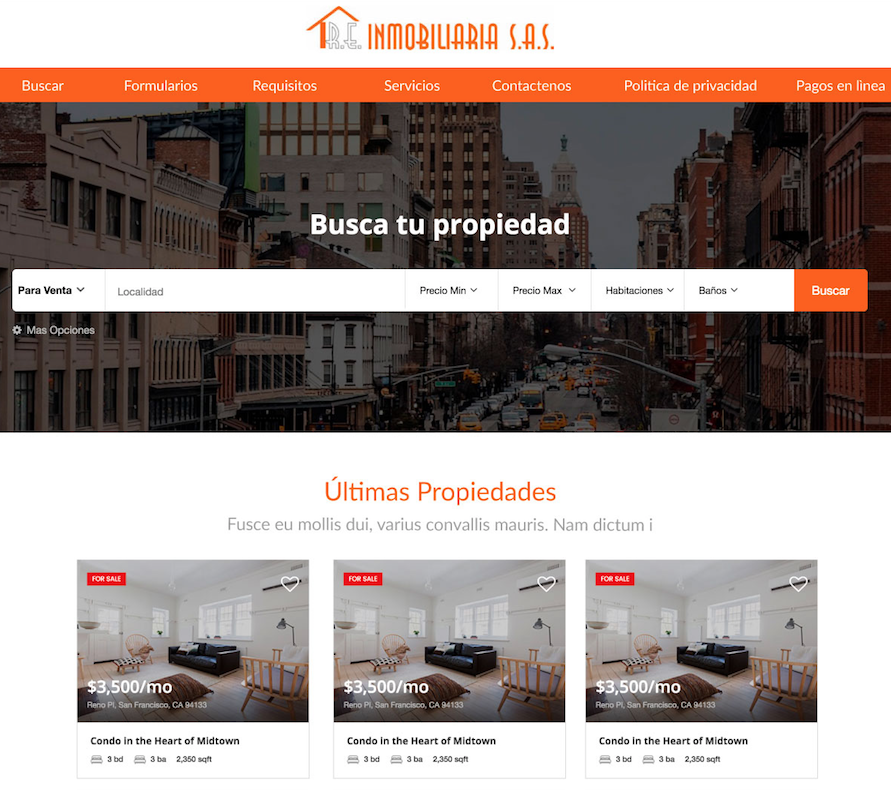 R.E. INMOBILIARIA S.A.S.
Buscar Formularios Requisitos Servicios Contactenos Politica de privacidad Pagos en linea
Busca tu propiedad
Para Venta Localidad Precio Min Precio Max Habitaciones Baños Buscar
Mas Opciones
Últimas Propiedades
Fusce eu mollis dui, varius convallis mauris. Nam dictum i
FOR SALE
$3,500/mo
Reno Pi, San Francisco, CA 94133
Condo in the Heart of Midtown
3 bd 3 ba 2,350 sqft
FOR SALE
$3,500/mo
Reno Pi, San Francisco, CA 94133
Condo in the Heart of Midtown
3 bd 3 ba 2,350 sqft
FOR SALE
$3,500/mo
Reno Pi, San Francisco, CA 94133
Condo in the Heart of Midtown
3 bd 3 ba 2,350 sqft